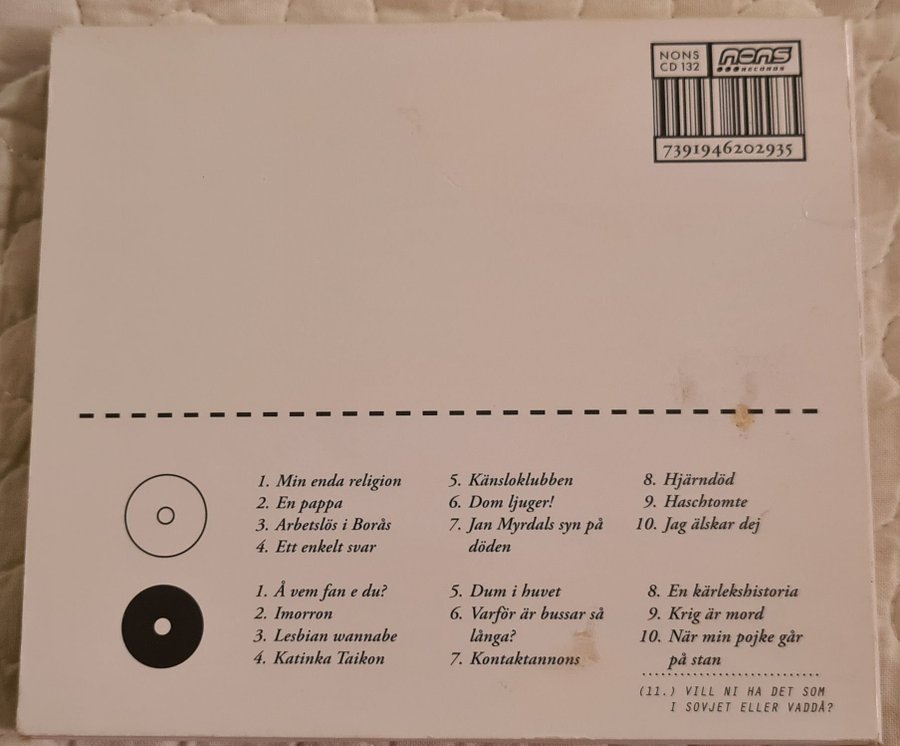 NONS
CD 132
nons
RECORDS
7391946202935
1. Min enda religion
2. En pappa
3. Arbetslös i Borås
4. Ett enkelt svar
5. Känsloklubben
6. Dom ljuger!
7. Jan Myrdals syn på
döden
8. Hjärndöd
9. Haschtomte
10. Jag älskar dej
1. Å vem fan e du?
2. Imorron
3. Lesbian wannabe
4. Katinka Taikon
5. Dum i huvet
6. Varför är bussar så
långa?
7. Kontaktannons
8. En kärlekshistoria
9. Krig är mord
10. När min pojke går
på stan
(11.) VILL NI HA DET SOM
I SOVJET ELLER VADDÅ?